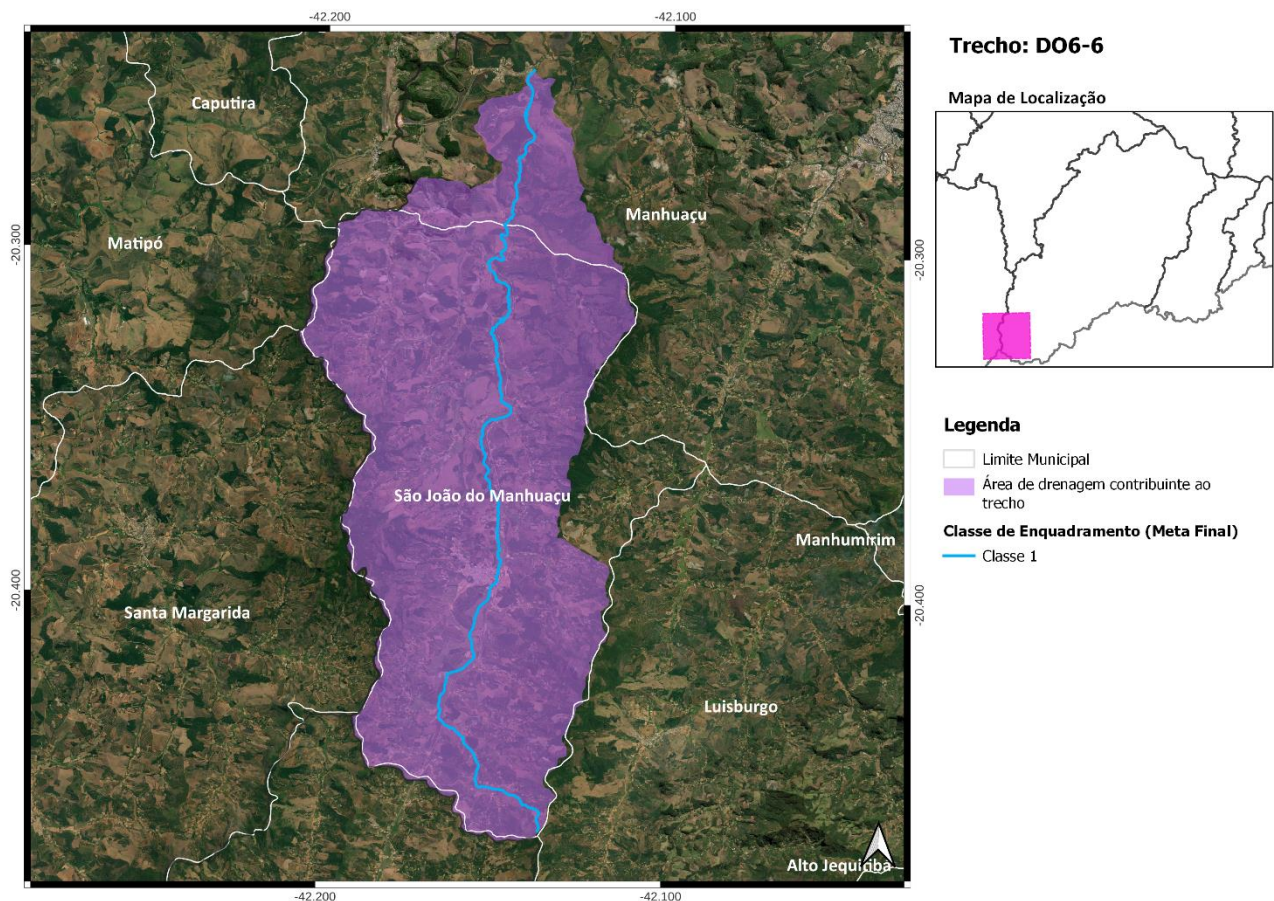 -42.200
-42.100
Caputira
Matipó
Manhuaçu
-20.300
-20.300
São João do Manhuaçu
Manhumirim
-20.400
-20.400
Santa Margarida
Luisburgo
Alto Jequitibá
-42.200
-42.100
Trecho: DO6-6
Mapa de Localização
Legenda
Limite Municipal
Área de drenagem contribuinte ao
trecho
Classe de Enquadramento (Meta Final)
Classe 1